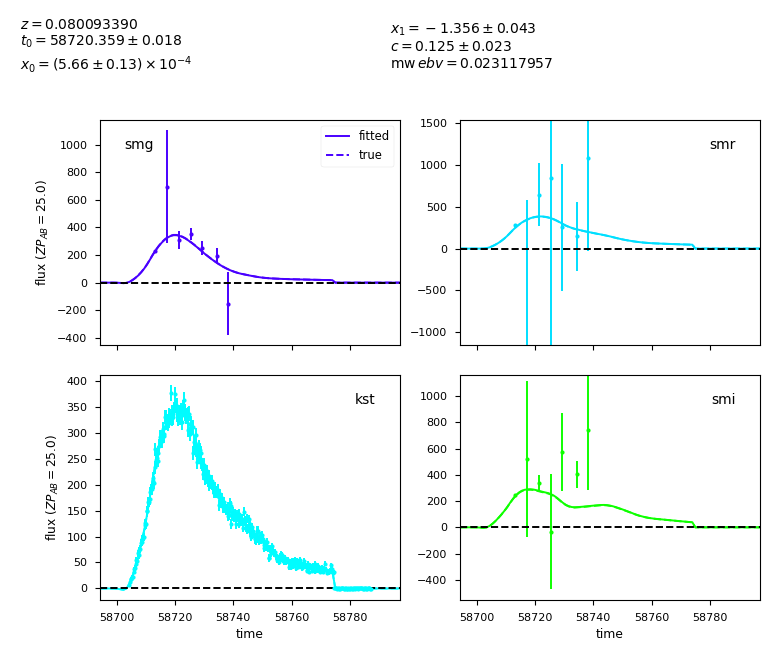 z = 0.080093390
t₀ = 58720.359 ± 0.018
x₀ = (5.66 ± 0.13) × 10⁻⁴
x₁ = −1.356 ± 0.043
c = 0.125 ± 0.023
mw ebv = 0.023117957
smg
fitted
true
flux (ZP_AB = 25.0)
1000
800
600
400
200
0
−200
−400
smr
1500
1000
500
0
−500
−1000
kst
flux (ZP_AB = 25.0)
400
350
300
250
200
150
100
50
0
58700 58720 58740 58760 58780
time
smi
1000
800
600
400
200
0
−200
−400
58700 58720 58740 58760 58780
time